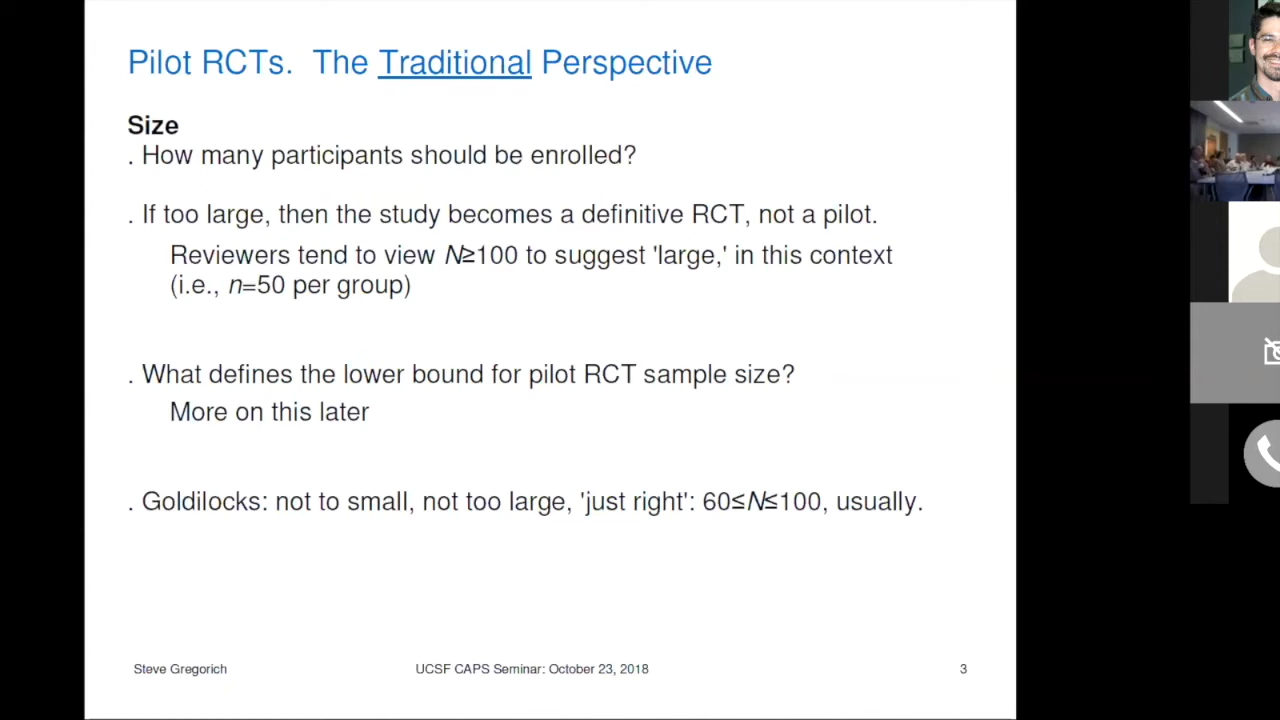 Pilot RCTs. The Traditional Perspective
Size
. How many participants should be enrolled?
. If too large, then the study becomes a definitive RCT, not a pilot.
Reviewers tend to view N≥100 to suggest 'large,' in this context
(i.e., n=50 per group)
. What defines the lower bound for pilot RCT sample size?
More on this later
. Goldilocks: not to small, not too large, 'just right': 60≤N≤100, usually.
Steve Gregorich
UCSF CAPS Seminar: October 23, 2018
3